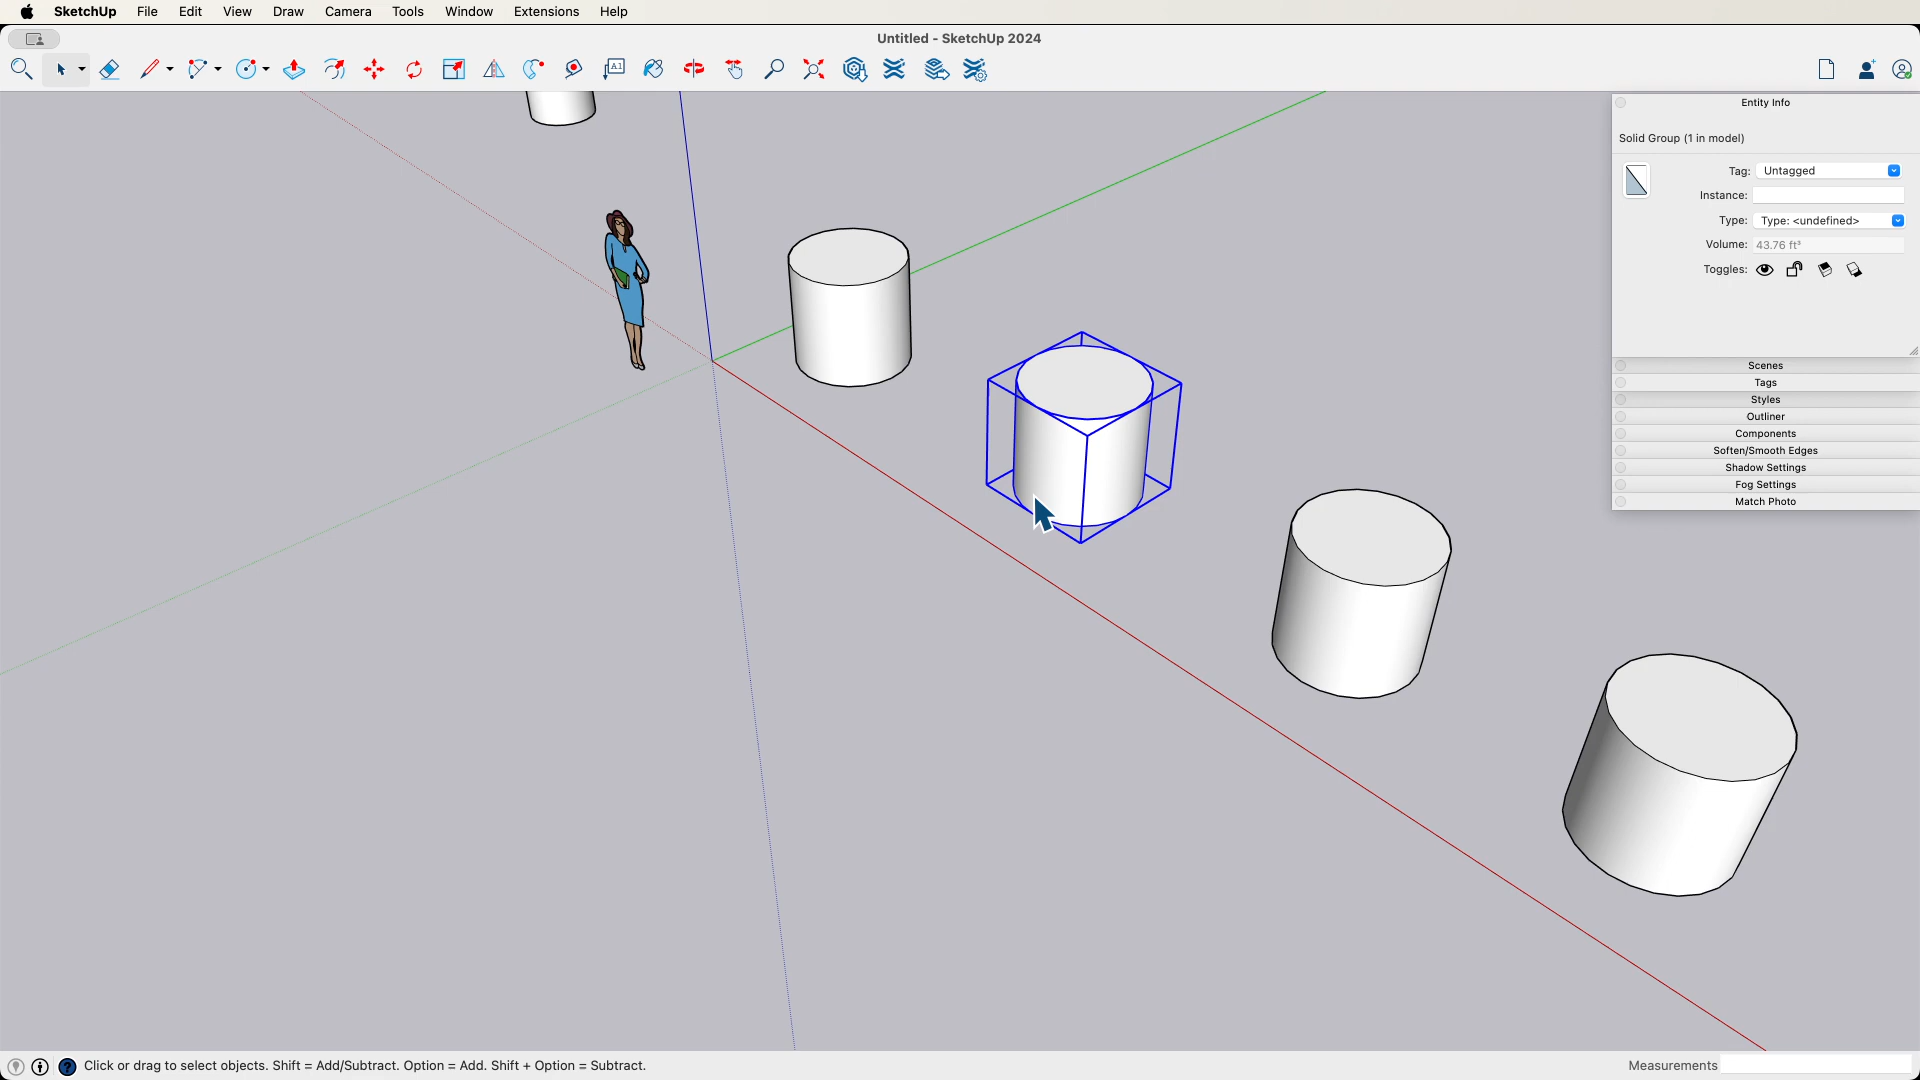 SketchUp File Edit View Draw Camera Tools Window Extensions Help
Untitled - SketchUp 2024
A1
Entity Info
Solid Group (1 in model)
Tag: Untagged
Instance:
Type: Type: <undefined>
Volume: 43.76 ft³
Toggles:
Scenes
Tags
Styles
Outliner
Components
Soften/Smooth Edges
Shadow Settings
Fog Settings
Match Photo
? Click or drag to select objects. Shift = Add/Subtract. Option = Add. Shift + Option = Subtract.
Measurements